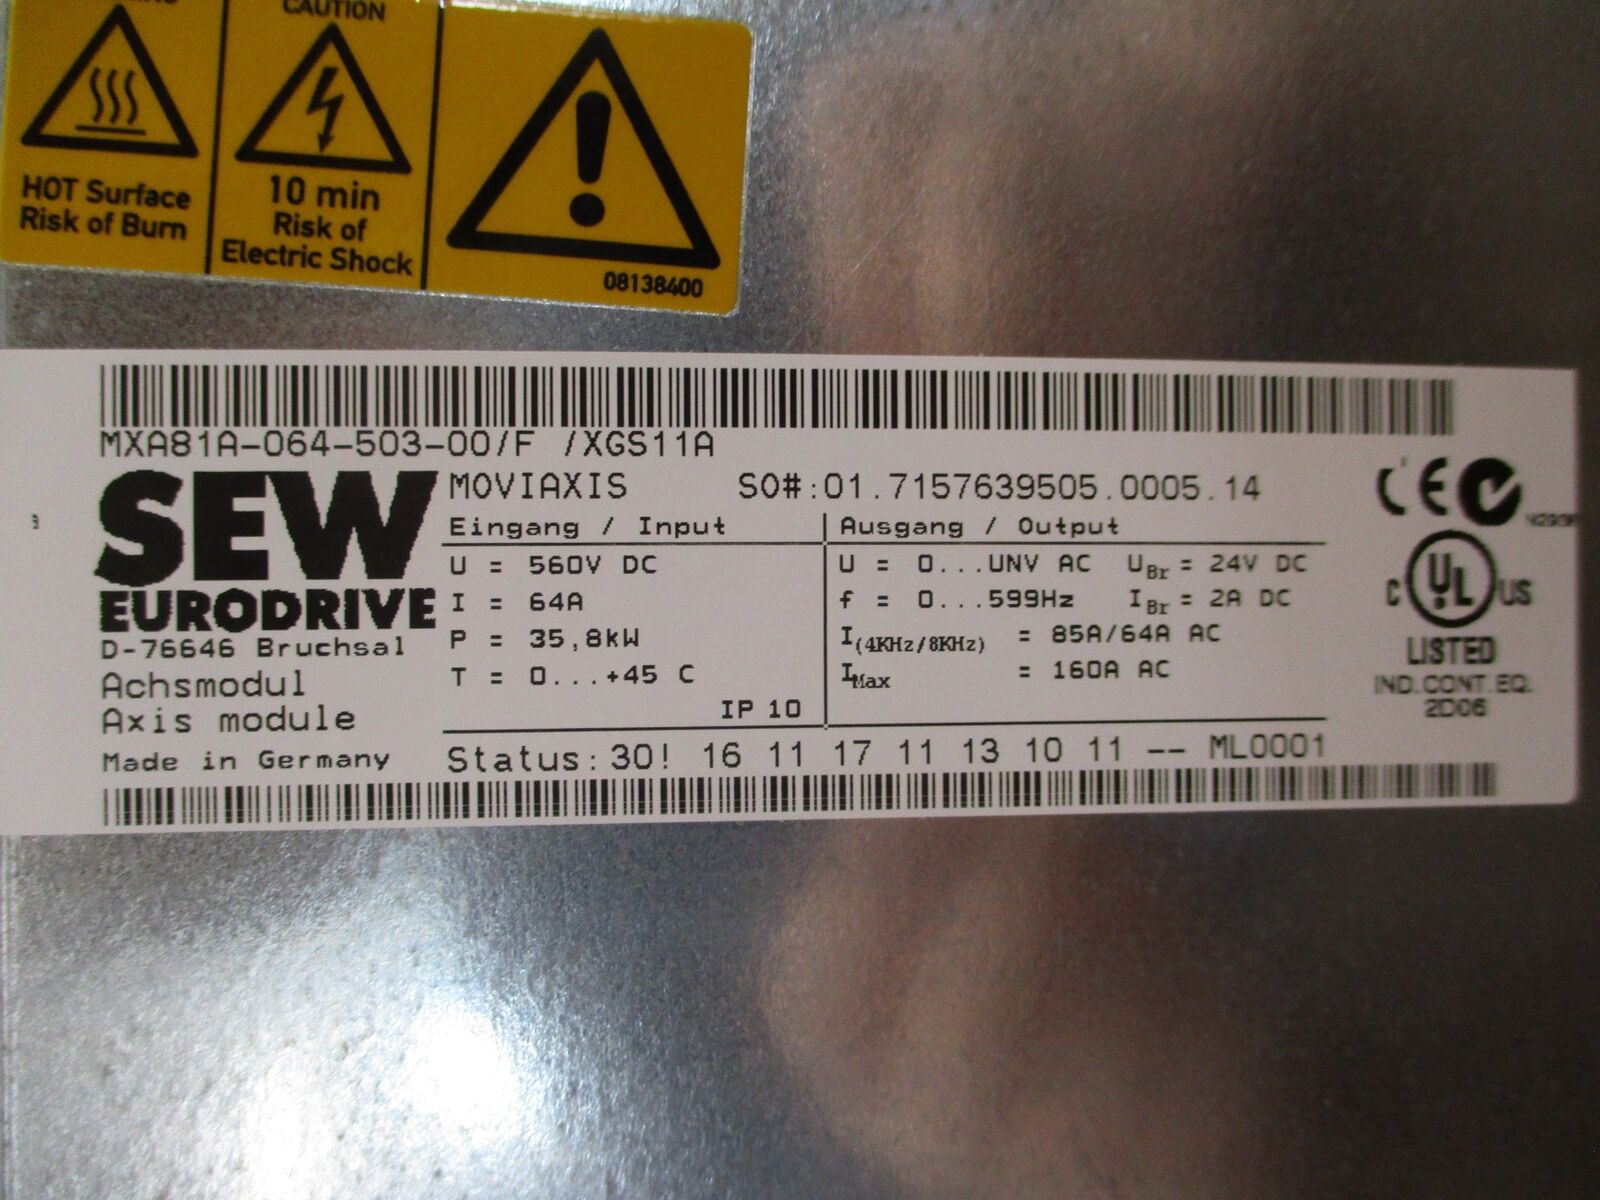 CAUTION
HOT Surface
Risk of Burn
10 min
Risk of
Electric Shock
08138400
MXA81A-064-503-00/F /XGS11A
SEW
EURODRIVE
D-76646 Bruchsal
Achsmodul
Axis module
Made in Germany
MOVIAXIS SO#:01.7157639505.0005.14
Eingang / Input
U = 560V DC
I = 64A
P = 35,8kW
T = 0...+45 C
IP 10
Ausgang / Output
U = 0...UNV AC UBr = 24V DC
f = 0...599Hz IBr = 2A DC
I(4KHz/8KHz) = 85A/64A AC
IMax = 160A AC
Status: 30! 16 11 17 11 13 10 11 -- ML0001
CE
C UL US
LISTED
IND. CONT. EQ.
2D06